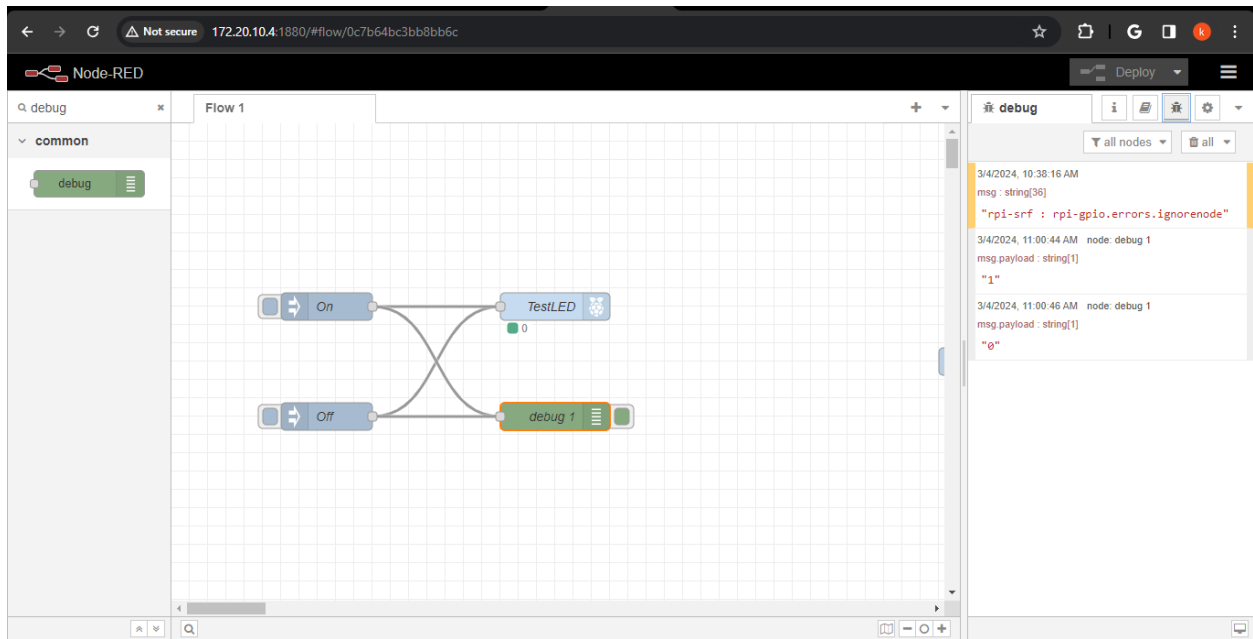 Not secure 172.20.10.4:1880/#flow/0c7b64bc3bb8bb6c
G
k
Node-RED
Deploy
debug
Flow 1
debug
i
common
all nodes
all
debug
3/4/2024, 10:38:16 AM
msg : string[36]
"rpi-srf : rpi-gpio.errors.ignorenode"
3/4/2024, 11:00:44 AM node: debug 1
msg.payload : string[1]
"1"
3/4/2024, 11:00:46 AM node: debug 1
msg.payload : string[1]
"0"
On
TestLED
0
Off
debug 1